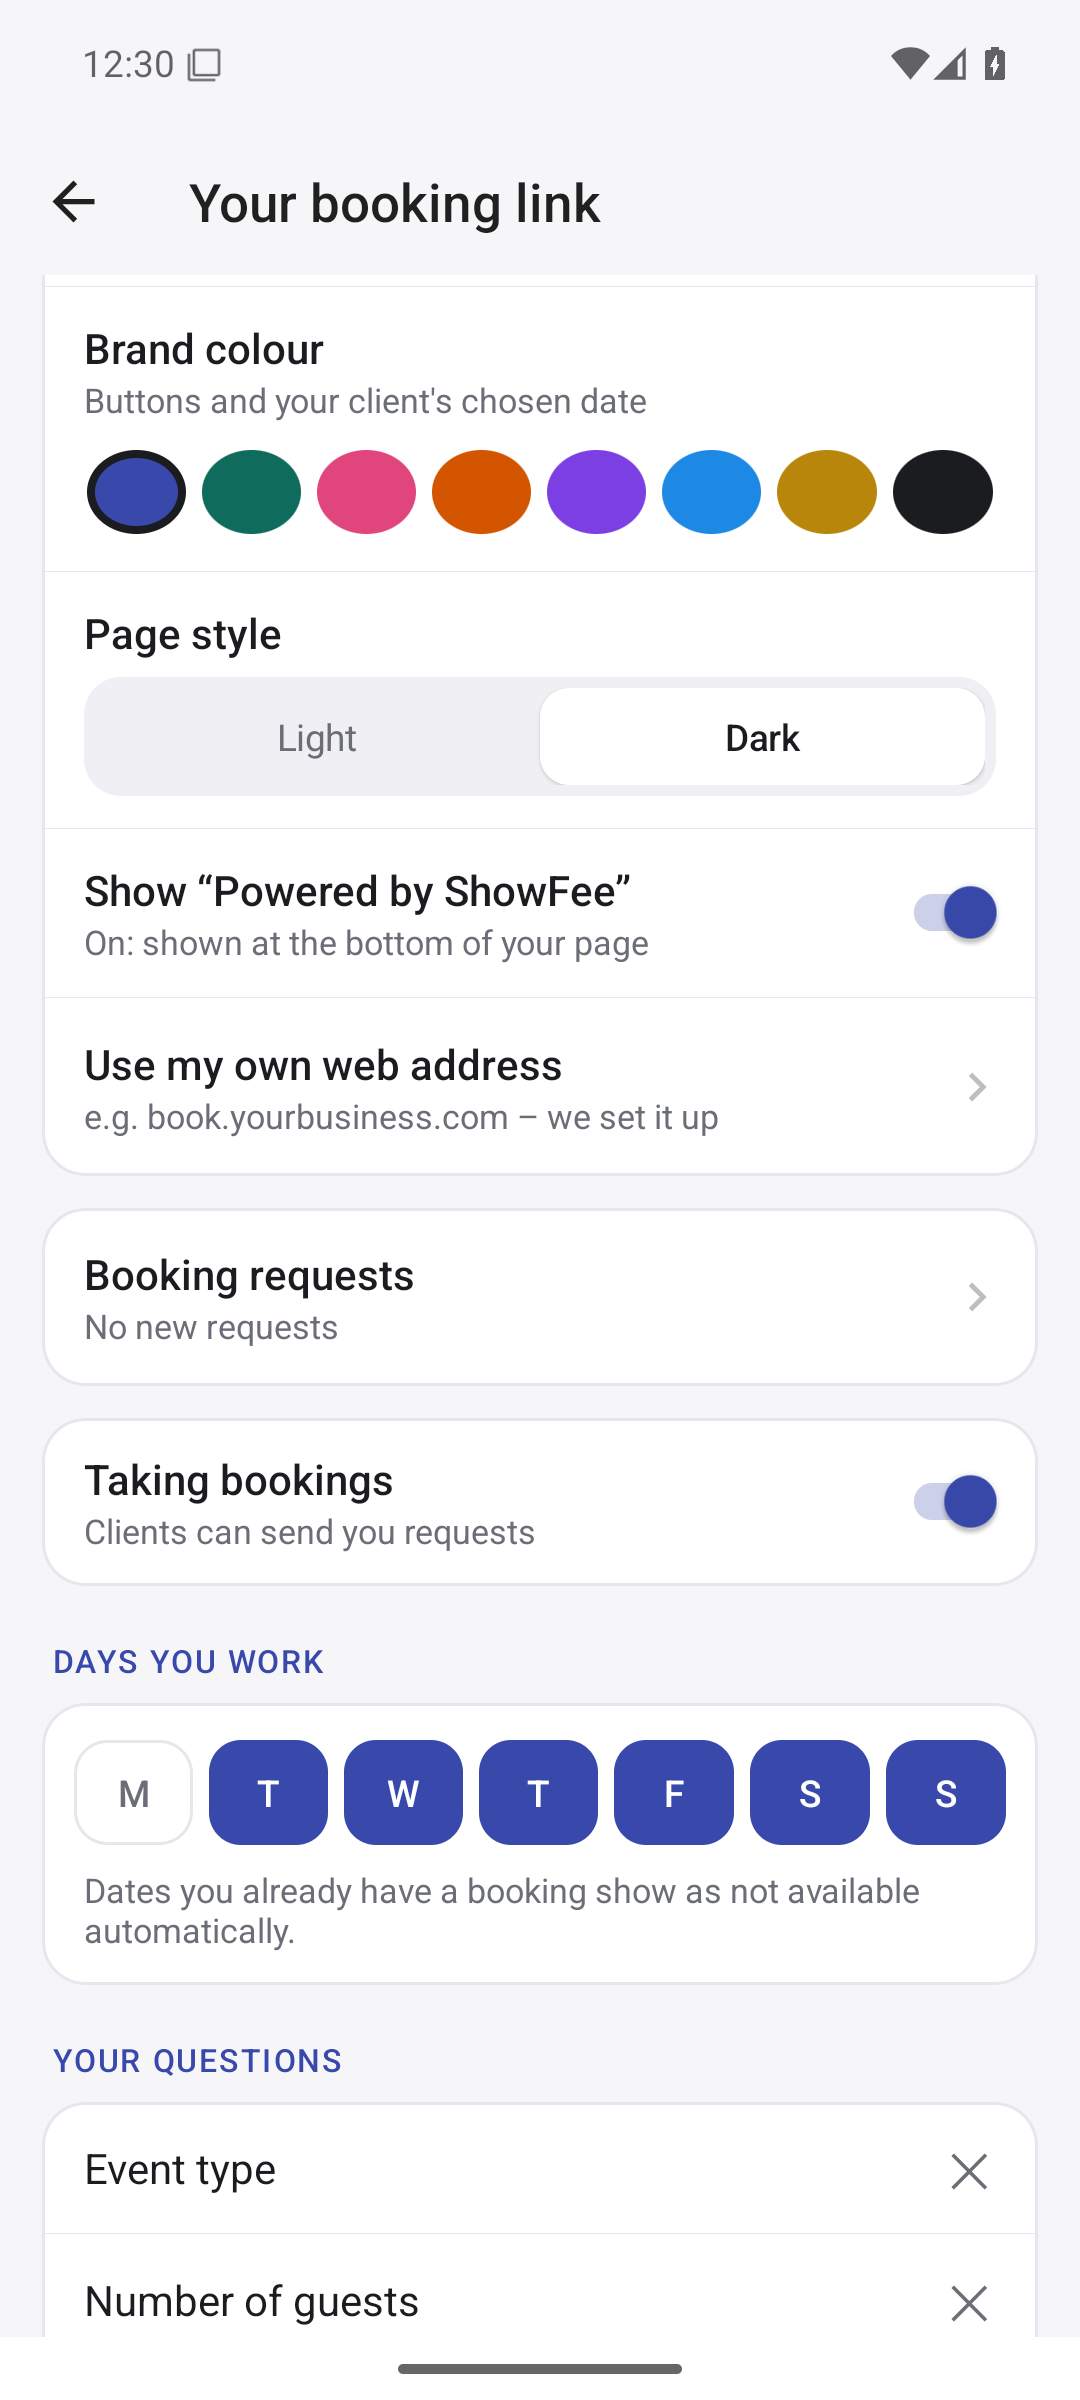 12:30
Your booking link
Brand colour
Buttons and your client's chosen date
Page style
Light
Dark
Show “Powered by ShowFee”
On: shown at the bottom of your page
Use my own web address
e.g. book.yourbusiness.com – we set it up
Booking requests
No new requests
Taking bookings
Clients can send you requests
DAYS YOU WORK
M T W T F S S
Dates you already have a booking show as not available
automatically.
YOUR QUESTIONS
Event type
Number of guests